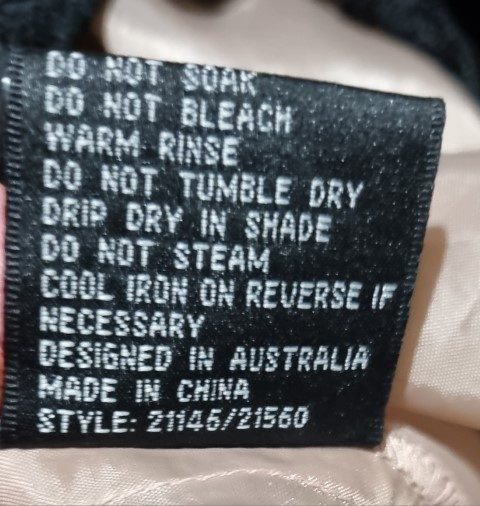 DO NOT SOAK
DO NOT BLEACH
WARM RINSE
DO NOT TUMBLE DRY
DRIP DRY IN SHADE
DO NOT STEAM
COOL IRON ON REVERSE IF
NECESSARY
DESIGNED IN AUSTRALIA
MADE IN CHINA
STYLE: 21146/21560